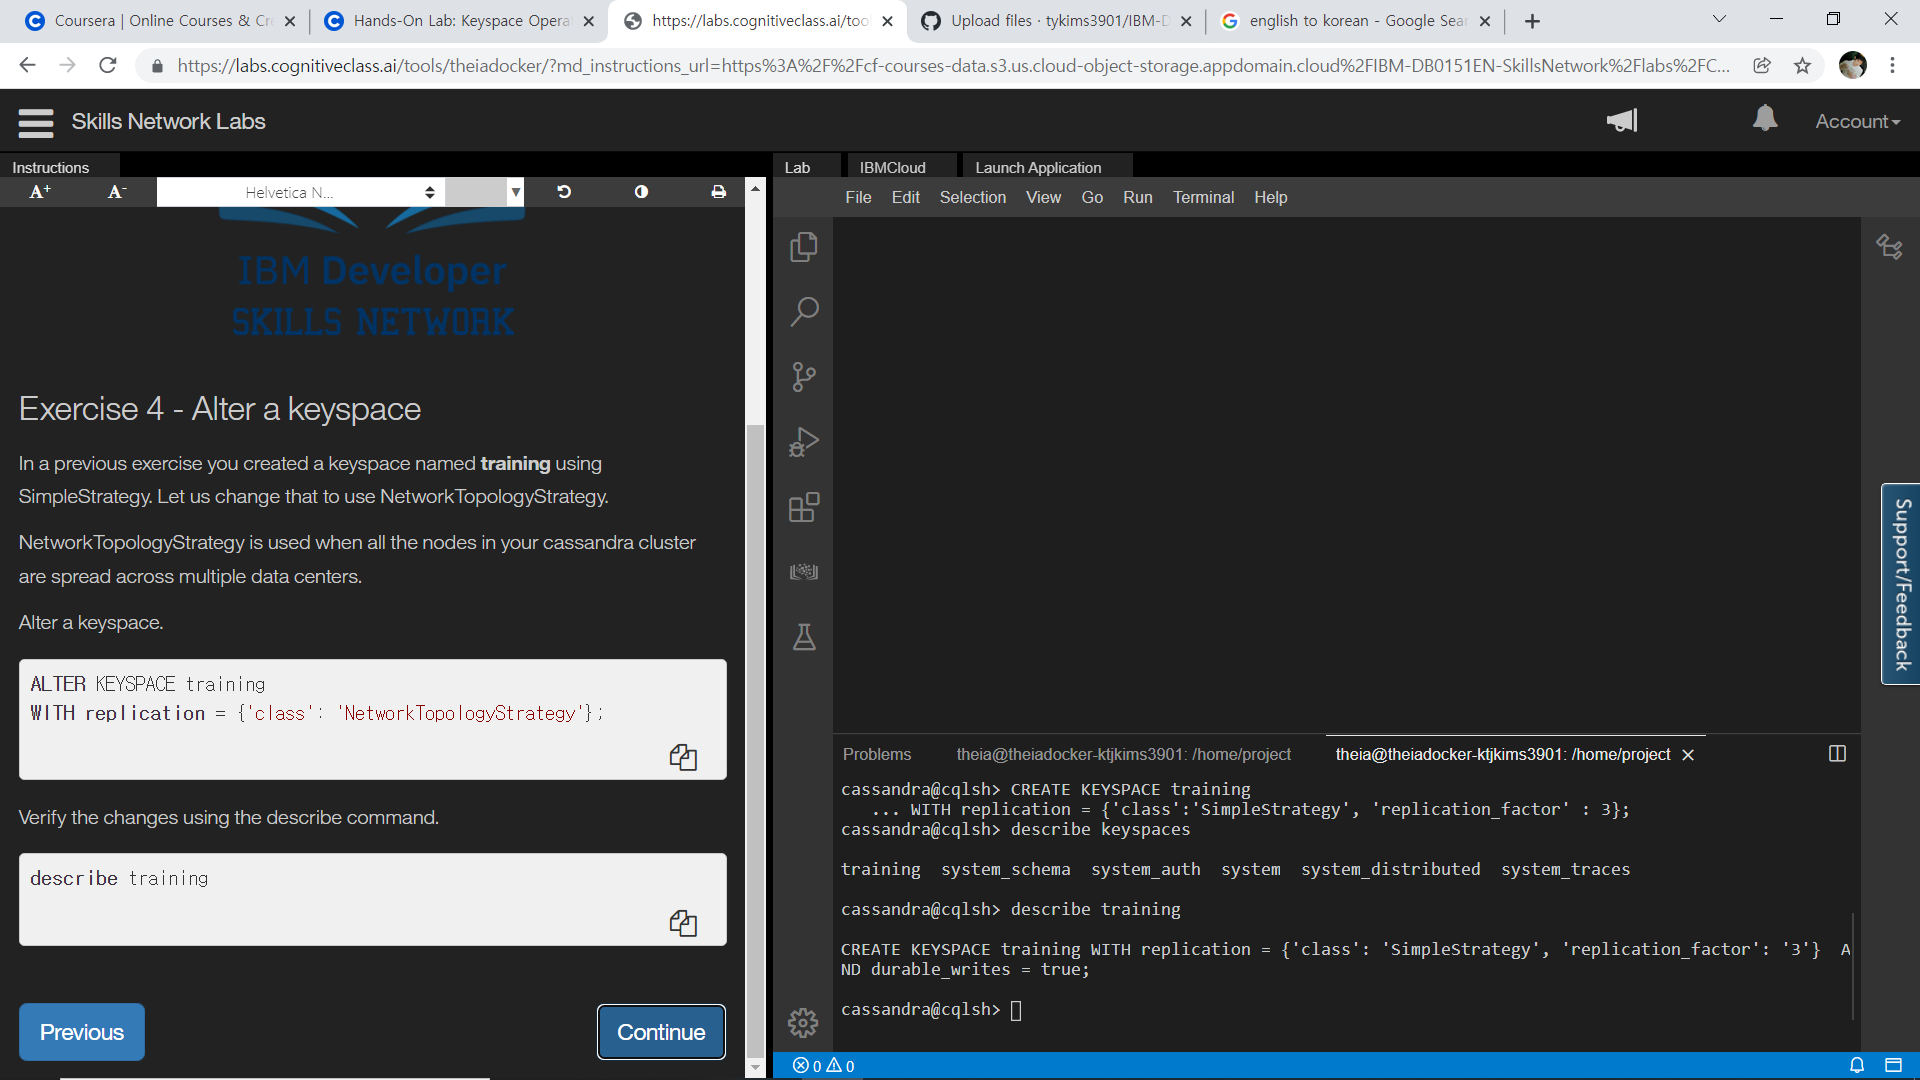 Coursera | Online Courses & Cr
Hands-On Lab: Keyspace Opera
https://labs.cognitiveclass.ai/tool
Upload files · tykims3901/IBM-D
english to korean - Google Sear
https://labs.cognitiveclass.ai/tools/theiadocker/?md_instructions_url=https%3A%2F%2Fcf-courses-data.s3.us.cloud-object-storage.appdomain.cloud%2FIBM-DB0151EN-SkillsNetwork%2Flabs%2FC...
Skills Network Labs
Account
Instructions
A+ A- Helvetica N...
IBM Developer
SKILLS NETWORK
Exercise 4 - Alter a keyspace
In a previous exercise you created a keyspace named training using
SimpleStrategy. Let us change that to use NetworkTopologyStrategy.
NetworkTopologyStrategy is used when all the nodes in your cassandra cluster
are spread across multiple data centers.
Alter a keyspace.
ALTER KEYSPACE training
WITH replication = {'class': 'NetworkTopologyStrategy'};
Verify the changes using the describe command.
describe training
Previous
Continue
Lab
IBMCloud
Launch Application
File Edit Selection View Go Run Terminal Help
Problems
theia@theiadocker-ktjkims3901: /home/project
theia@theiadocker-ktjkims3901: /home/project
cassandra@cqlsh> CREATE KEYSPACE training
... WITH replication = {'class':'SimpleStrategy', 'replication_factor' : 3};
cassandra@cqlsh> describe keyspaces
training system_schema system_auth system system_distributed system_traces
cassandra@cqlsh> describe training
CREATE KEYSPACE training WITH replication = {'class': 'SimpleStrategy', 'replication_factor': '3'} A
ND durable_writes = true;
cassandra@cqlsh>
0 0
Support/Feedback